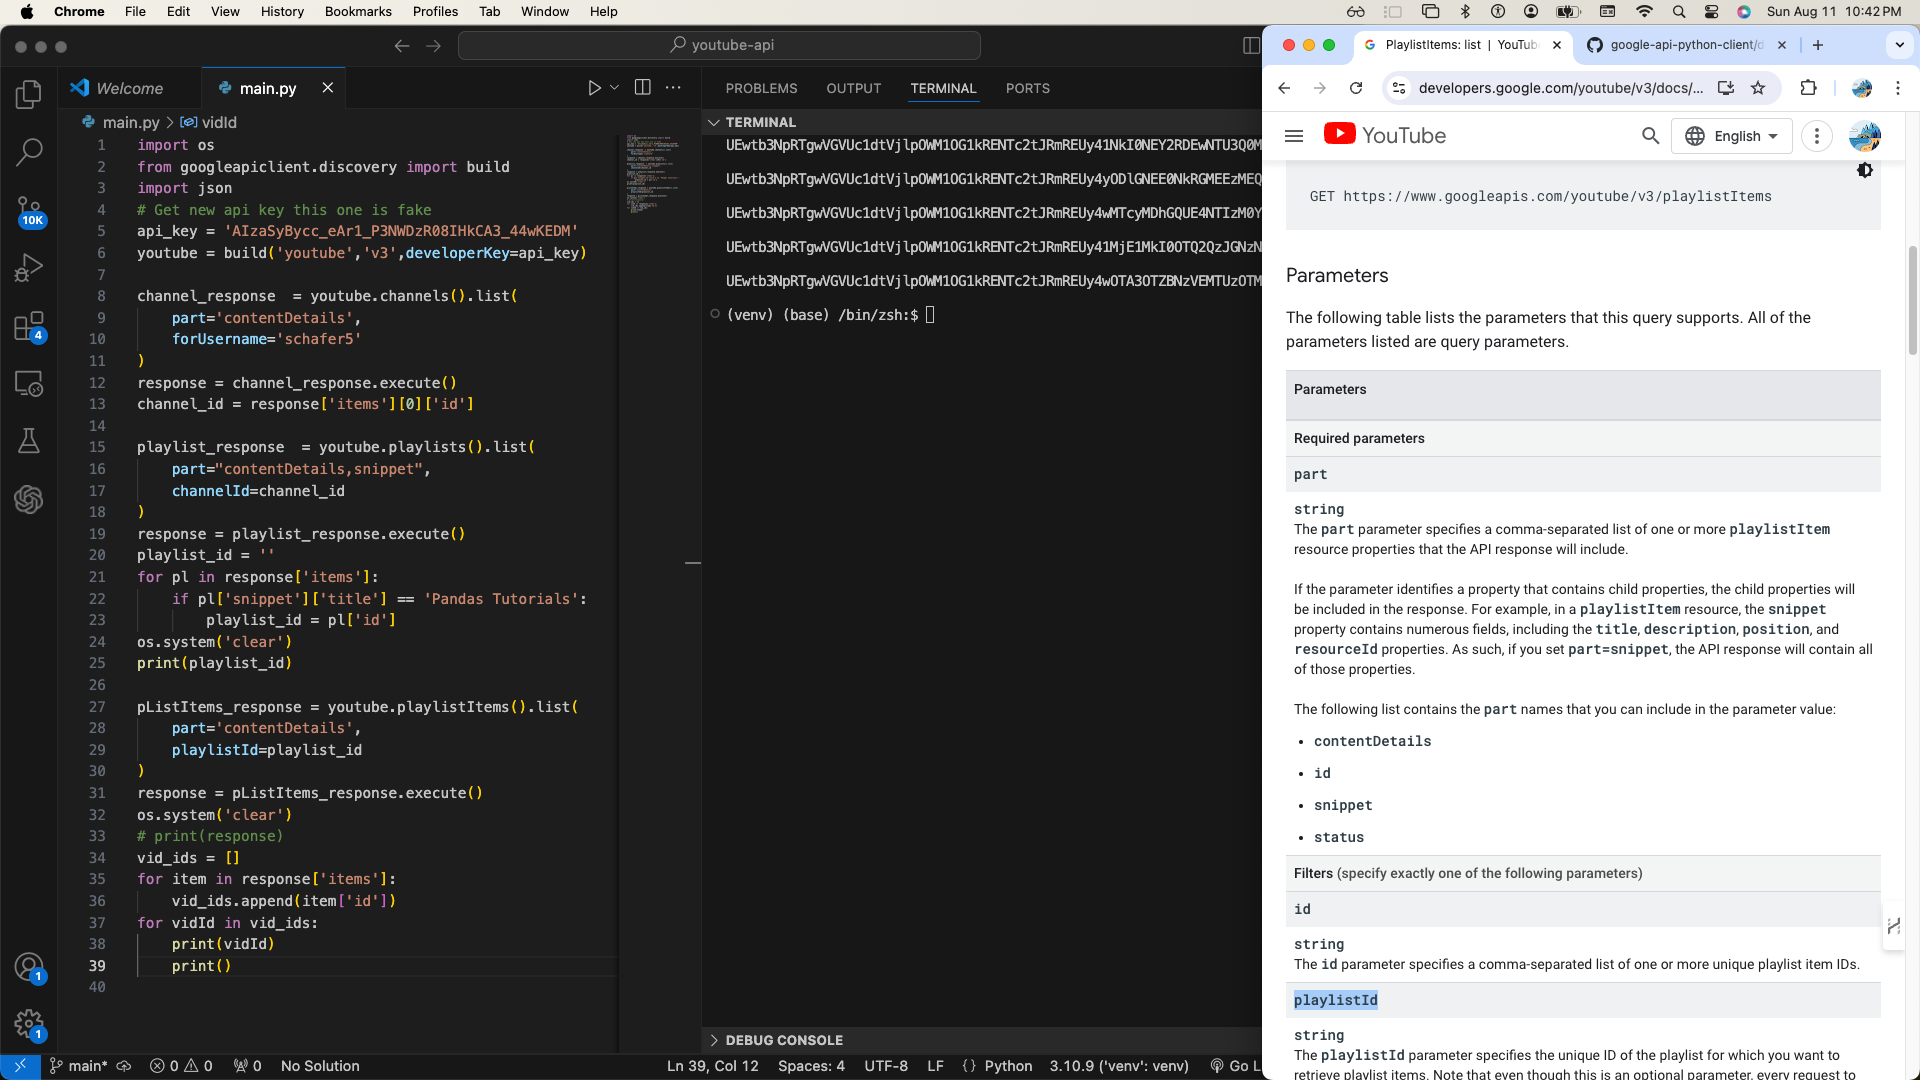 Chrome File Edit View History Bookmarks Profiles Tab Window Help
Sun Aug 11 10:42 PM
youtube-api
Welcome
main.py
main.py > vidId
10K
4
1
1
1 import os
2 from googleapiclient.discovery import build
3 import json
4 # Get new api key this one is fake
5 api_key = 'AIzaSyBycc_eAr1_P3NWDzR08IHkCA3_44wKEDM'
6 youtube = build('youtube','v3',developerKey=api_key)
7
8 channel_response  = youtube.channels().list(
9     part='contentDetails',
10     forUsername='schafer5'
11 )
12 response = channel_response.execute()
13 channel_id = response['items'][0]['id']
14
15 playlist_response  = youtube.playlists().list(
16     part="contentDetails,snippet",
17     channelId=channel_id
18 )
19 response = playlist_response.execute()
20 playlist_id = ''
21 for pl in response['items']:
22     if pl['snippet']['title'] == 'Pandas Tutorials':
23         playlist_id = pl['id']
24 os.system('clear')
25 print(playlist_id)
26
27 pListItems_response = youtube.playlistItems().list(
28     part='contentDetails',
29     playlistId=playlist_id
30 )
31 response = pListItems_response.execute()
32 os.system('clear')
33 # print(response)
34 vid_ids = []
35 for item in response['items']:
36     vid_ids.append(item['id'])
37 for vidId in vid_ids:
38     print(vidId)
39     print()
40
PROBLEMS OUTPUT TERMINAL PORTS
TERMINAL
UEwtb3NpRTgwVGVUc1dtVjlpOWM1OG1kRENTc2tJRmREUy41NkI0NEY2RDEwNTU3Q0M
UEwtb3NpRTgwVGVUc1dtVjlpOWM1OG1kRENTc2tJRmREUy4yODlGNEE0NkRGMEEzMEQ
UEwtb3NpRTgwVGVUc1dtVjlpOWM1OG1kRENTc2tJRmREUy4wMTcyMDhGQUE4NTIzM0Y
UEwtb3NpRTgwVGVUc1dtVjlpOWM1OG1kRENTc2tJRmREUy41MjE1MkI0OTQ2QzJGNzN
UEwtb3NpRTgwVGVUc1dtVjlpOWM1OG1kRENTc2tJRmREUy4wOTA3OTZBNzVEMTUzOTM
(venv) (base) /bin/zsh:$
DEBUG CONSOLE
main* 0 0 0 No Solution
Ln 39, Col 12 Spaces: 4 UTF-8 LF {} Python 3.10.9 ('venv': venv) Go L
PlaylistItems: list | YouTub
google-api-python-client/d
developers.google.com/youtube/v3/docs/...
YouTube
English
GET https://www.googleapis.com/youtube/v3/playlistItems
Parameters
The following table lists the parameters that this query supports. All of the
parameters listed are query parameters.
Parameters
Required parameters
part
string
The part parameter specifies a comma-separated list of one or more playlistItem
resource properties that the API response will include.
If the parameter identifies a property that contains child properties, the child properties will
be included in the response. For example, in a playlistItem resource, the snippet
property contains numerous fields, including the title, description, position, and
resourceId properties. As such, if you set part=snippet, the API response will contain all
of those properties.
The following list contains the part names that you can include in the parameter value:
• contentDetails
• id
• snippet
• status
Filters (specify exactly one of the following parameters)
id
string
The id parameter specifies a comma-separated list of one or more unique playlist item IDs.
playlistId
string
The playlistId parameter specifies the unique ID of the playlist for which you want to
retrieve playlist items. Note that even though this is an optional parameter, every request to